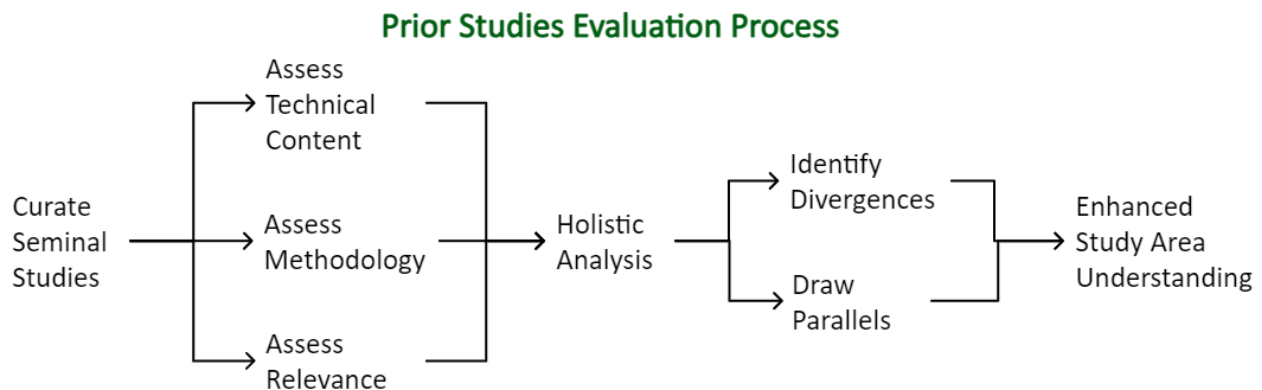 Prior Studies Evaluation Process
Assess
Technical
Content
Curate
Seminal
Studies
Assess
Methodology
Assess
Relevance
Holistic
Analysis
Identify
Divergences
Draw
Parallels
Enhanced
Study Area
Understanding